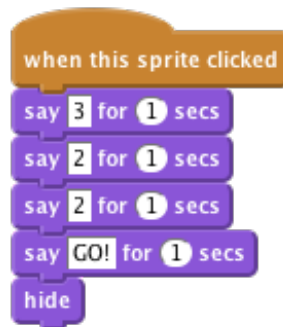 when this sprite clicked
say 3 for 1 secs
say 2 for 1 secs
say 2 for 1 secs
say GO! for 1 secs
hide